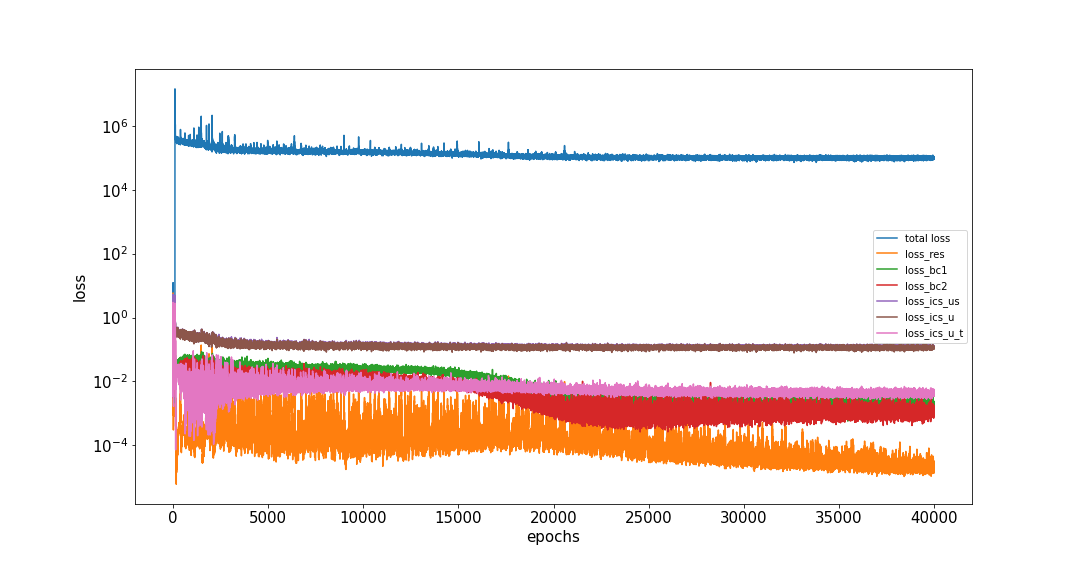 10^6
10^4
10^2
10^0
10^−2
10^−4
loss
total loss
loss_res
loss_bc1
loss_bc2
loss_ics_us
loss_ics_u
loss_ics_u_t
0 5000 10000 15000 20000 25000 30000 35000 40000
epochs